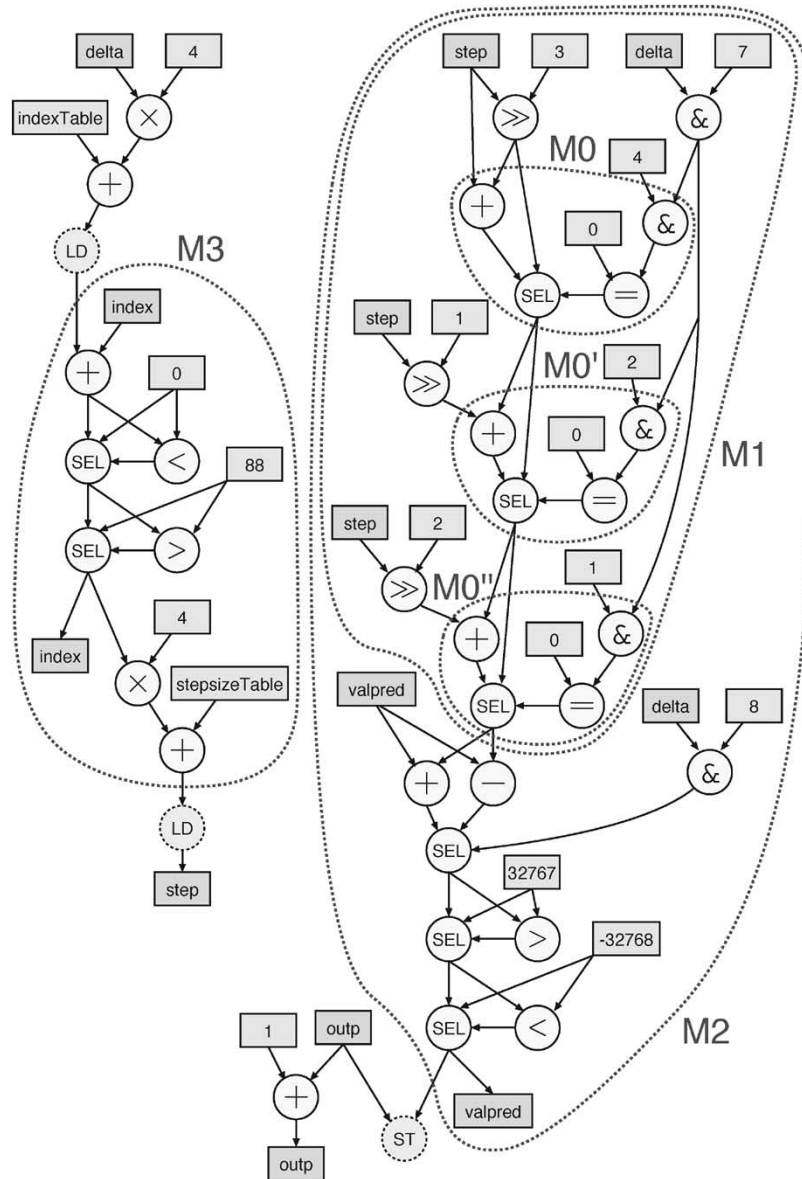 delta 4
×
indexTable
+
LD
M3
index
+
0
SEL <
88
SEL >
index
4
×
stepsizeTable
+
LD
step
1 outp
+
outp
ST
step 3 delta 7
≫ &
M0
4
+ &
0
SEL ==
step 1
≫
M0'
2
+ &
0
SEL ==
M1
step 2
≫
M0''
1
+ &
0
SEL ==
valpred
delta 8
+ - &
SEL
32767
SEL >
-32768
SEL <
M2
valpred